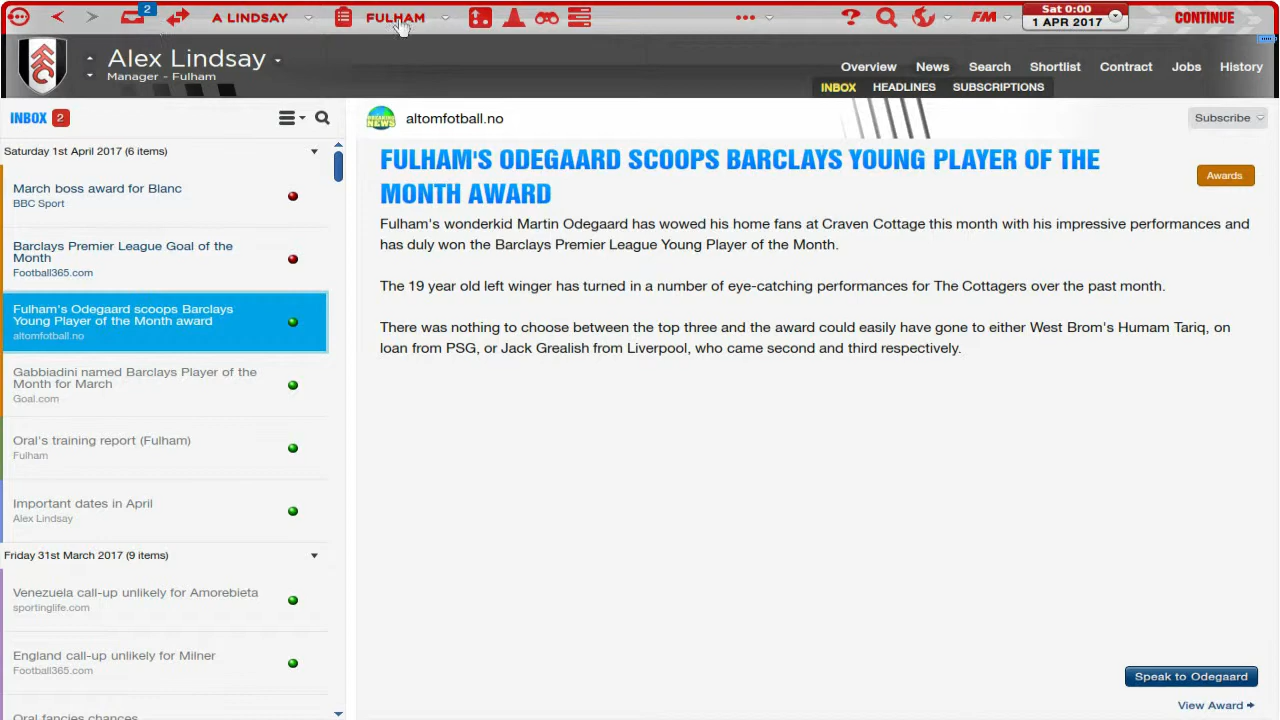 2
A LINDSAY
FULHAM
FM
Sat 0:00
1 APR 2017
CONTINUE
Alex Lindsay
Manager - Fulham
Overview News Search Shortlist Contract Jobs History
INBOX HEADLINES SUBSCRIPTIONS
INBOX 2
Saturday 1st April 2017 (6 items)
March boss award for Blanc
BBC Sport
Barclays Premier League Goal of the
Month
Football365.com
Fulham's Odegaard scoops Barclays
Young Player of the Month award
altomfotball.no
Gabbiadini named Barclays Player of the
Month for March
Goal.com
Oral's training report (Fulham)
Fulham
Important dates in April
Alex Lindsay
Friday 31st March 2017 (9 items)
Venezuela call-up unlikely for Amorebieta
sportinglife.com
England call-up unlikely for Milner
Football365.com
Oral fancies chances
altomfotball.no
Subscribe
FULHAM'S ODEGAARD SCOOPS BARCLAYS YOUNG PLAYER OF THE
MONTH AWARD
Awards
Fulham's wonderkid Martin Odegaard has wowed his home fans at Craven Cottage this month with his impressive performances and
has duly won the Barclays Premier League Young Player of the Month.
The 19 year old left winger has turned in a number of eye-catching performances for The Cottagers over the past month.
There was nothing to choose between the top three and the award could easily have gone to either West Brom's Humam Tariq, on
loan from PSG, or Jack Grealish from Liverpool, who came second and third respectively.
Speak to Odegaard
View Award